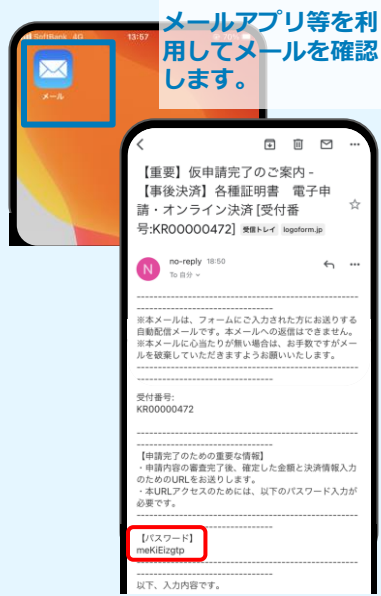 メールアプリ等を利
用してメールを確認
します。
SoftBank 4G 13:57 70%
メール
【重要】仮申請完了のご案内 -
【事後決済】各種証明書 電子申
請・オンライン決済 [受付番
号:KR00000472] 受信トレイ logoform.jp
N no-reply 18:50
To 自分
--------------------------------------------------------
----------------------------------
※本メールは、フォームにご入力された方にお送りする
自動配信メールです。本メールへの返信はできません。
※本メールに心当たりが無い場合は、お手数ですがメー
ルを破棄していただきますようお願いいたします。
--------------------------------------------------------
----------------------------------
受付番号:
KR00000472
--------------------------------------------------------
----------------------------------
【申請完了のための重要な情報】
・申請内容の審査完了後、確定した金額と決済情報入力
のためのURLをお送りします。
・本URLアクセスのためには、以下のパスワード入力が
必要です。
--------------------------------------------------------
----------------------------------
【パスワード】
meKiEizgtp
--------------------------------------------------------
----------------------------------
以下、入力内容です。